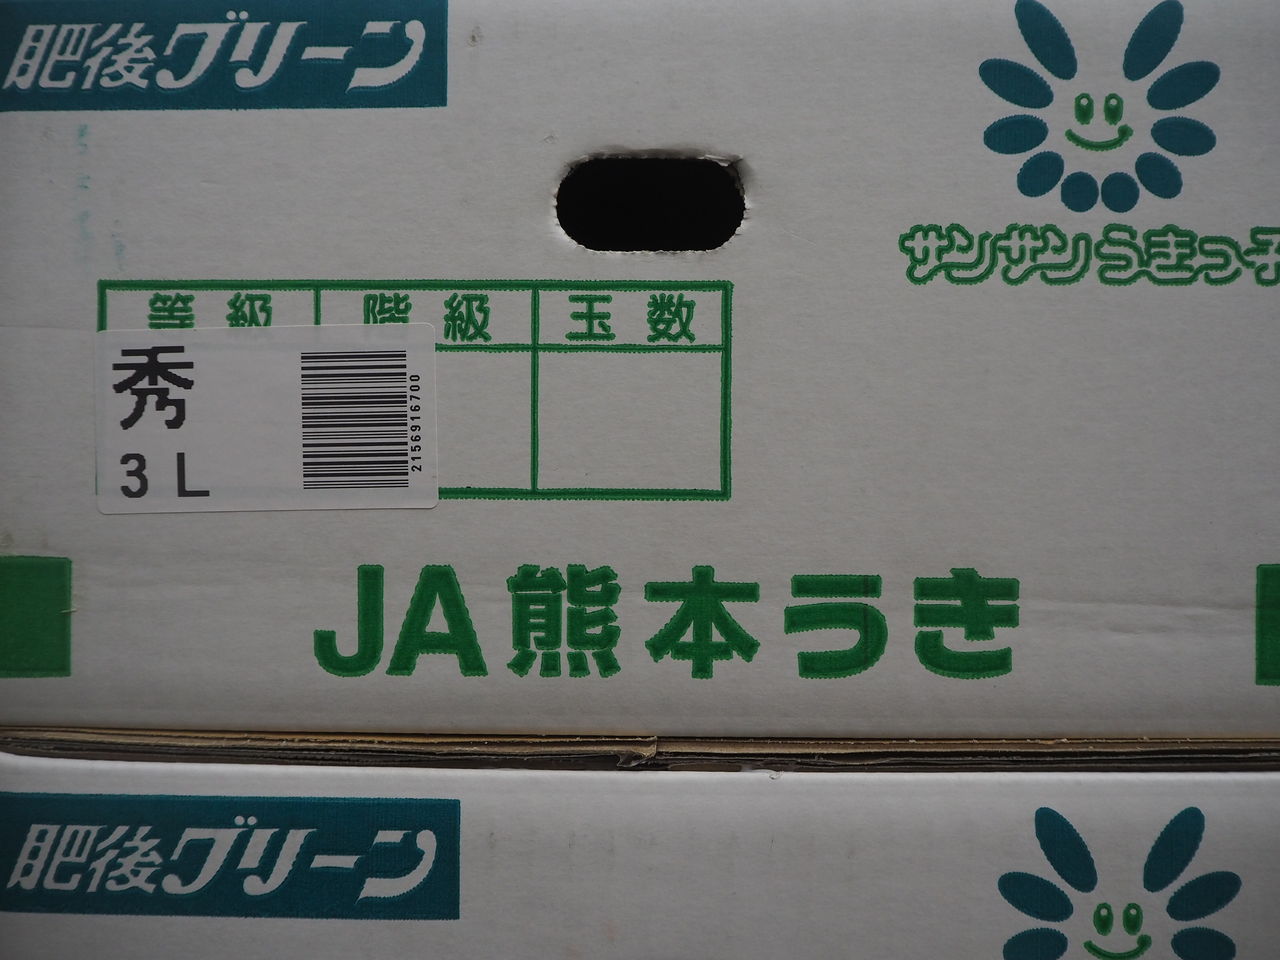 肥後グリーン
サンサンうきっ子
等級 階級 玉数
秀
3L
2156916700
JA熊本うき
肥後グリーン